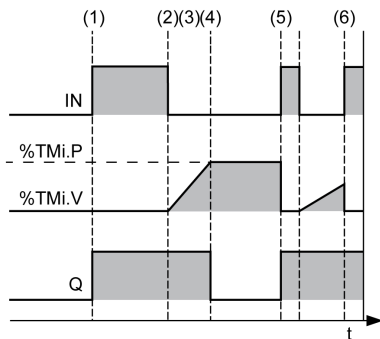 (1) (2)(3)(4) (5) (6)
IN
%TMi.P
%TMi.V
Q
t